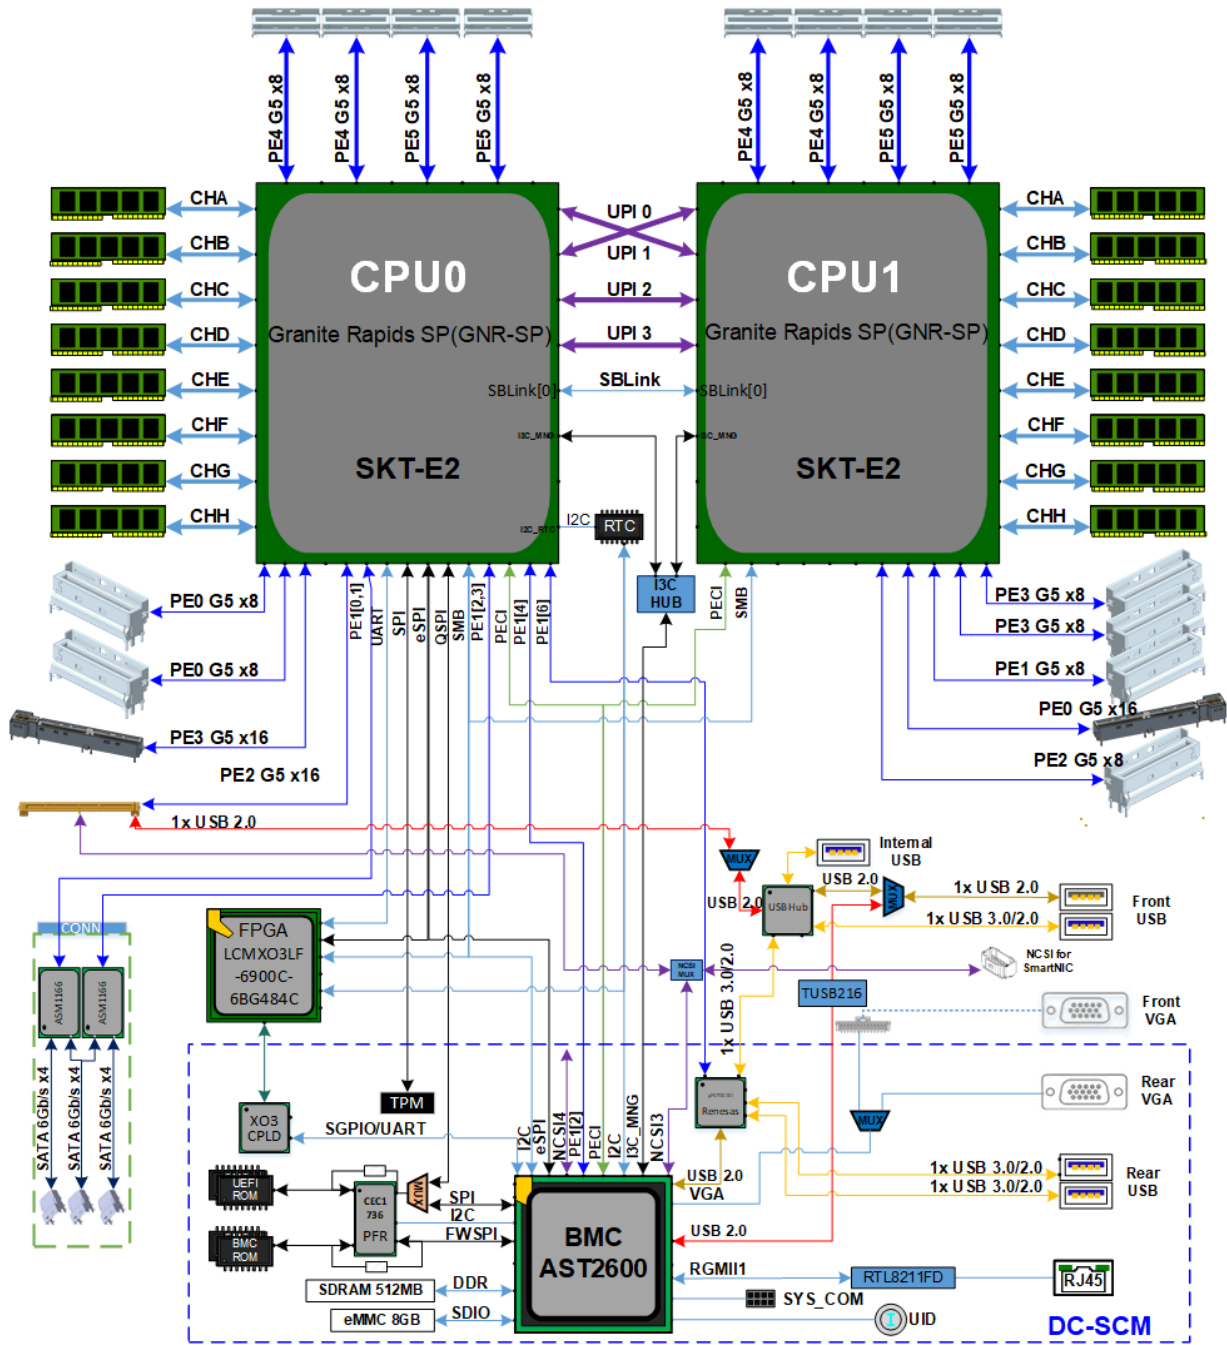 PE4 G5 x8
PE4 G5 x8
PE5 G5 x8
PE5 G5 x8
PE4 G5 x8
PE4 G5 x8
PE5 G5 x8
PE5 G5 x8
CHA
CHB
CHC
CHD
CHE
CHF
CHG
CHH
CPU0
Granite Rapids SP(GNR-SP)
SBLink[0]
I3C_MNG
SKT-E2
I2C_RTC
UPI 0
UPI 1
UPI 2
UPI 3
SBLink
I2C
RTC
I3C
HUB
CPU1
Granite Rapids SP(GNR-SP)
SBLink[0]
SKT-E2
CHA
CHB
CHC
CHD
CHE
CHF
CHG
CHH
PE0 G5 x8
PE0 G5 x8
PE3 G5 x16
PE2 G5 x16
PE1[0,1]
UART
SPI
eSPI
QSPI
SMB
PE1[2,3]
PECI
PE1[4]
PE1[6]
PECI
SMB
PE3 G5 x8
PE3 G5 x8
PE1 G5 x8
PE0 G5 x16
PE2 G5 x8
1x USB 2.0
MUX
Internal
USB
USB 2.0
USB 2.0
USBHub
MUX
1x USB 2.0
1x USB 3.0/2.0
Front
USB
CONN
ASM1166
ASM1166
SATA 6Gb/s x4
SATA 6Gb/s x4
SATA 6Gb/s x4
FPGA
LCMXO3LF
-6900C-
6BG484C
NCSI
MUX
1x USB 3.0/2.0
NCSI for
SmartNIC
TUSB216
Front
VGA
Rear
VGA
MUX
TPM
XO3
CPLD
SGPIO/UART
I2C
eSPI
NCSI4
PE1[2]
PECI
I2C
I3C_MNG
NCSI3
Renesas
USB 2.0
VGA
1x USB 3.0/2.0
1x USB 3.0/2.0
Rear
USB
UEFI
ROM
BMC
ROM
CEC1
736
PFR
MUX
SPI
I2C
FWSPI
BMC
AST2600
USB 2.0
RGMII1
RTL8211FD
RJ45
SDRAM 512MB
DDR
eMMC 8GB
SDIO
SYS_COM
UID
DC-SCM